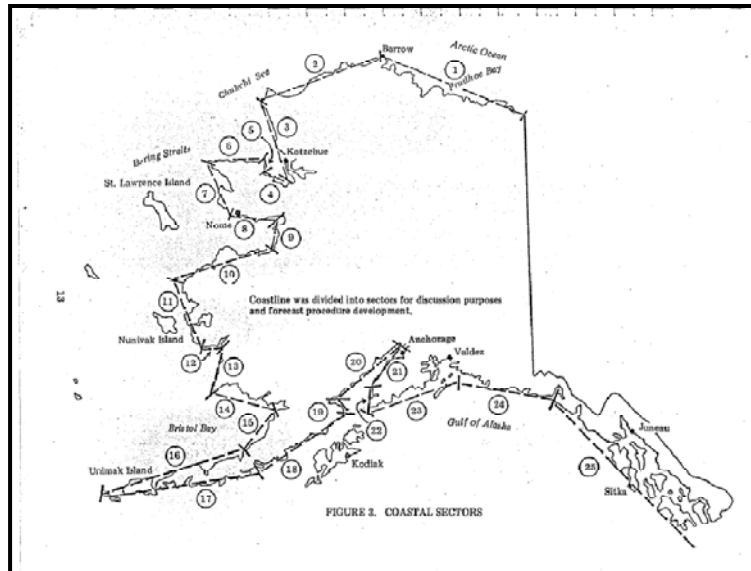 Barrow
Arctic Ocean
Prudhoe Bay
1
2
Chukchi Sea
3
5
Kotzebue
6
Bering Straits
4
St. Lawrence Island
7
Nome
8
9
10
13
11
Coastline was divided into sectors for discussion purposes
and forecast procedure development.
Nunivak Island
12
13
Anchorage
20
21
Valdez
14
19
22
23
24
Bristol Bay
15
Gulf of Alaska
Juneau
16
Unimak Island
18
Kodiak
25
17
Sitka
FIGURE 3. COASTAL SECTORS